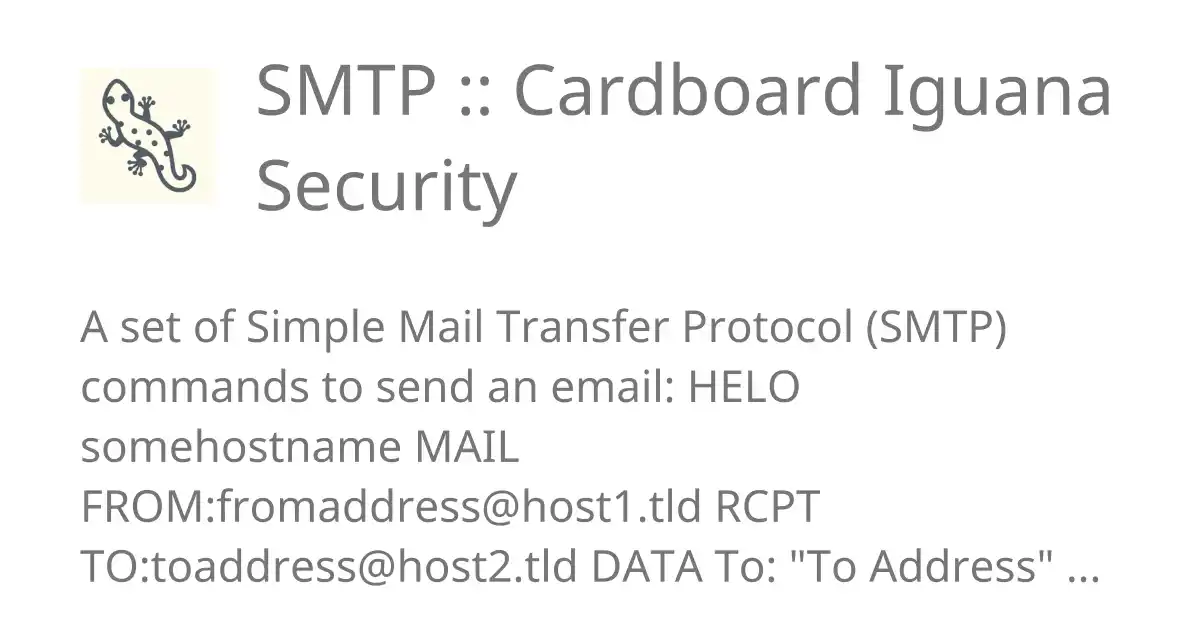 SMTP :: Cardboard Iguana
Security
A set of Simple Mail Transfer Protocol (SMTP)
commands to send an email: HELO
somehostname MAIL
FROM:fromaddress@host1.tld RCPT
TO:toaddress@host2.tld DATA To: "To Address" ...